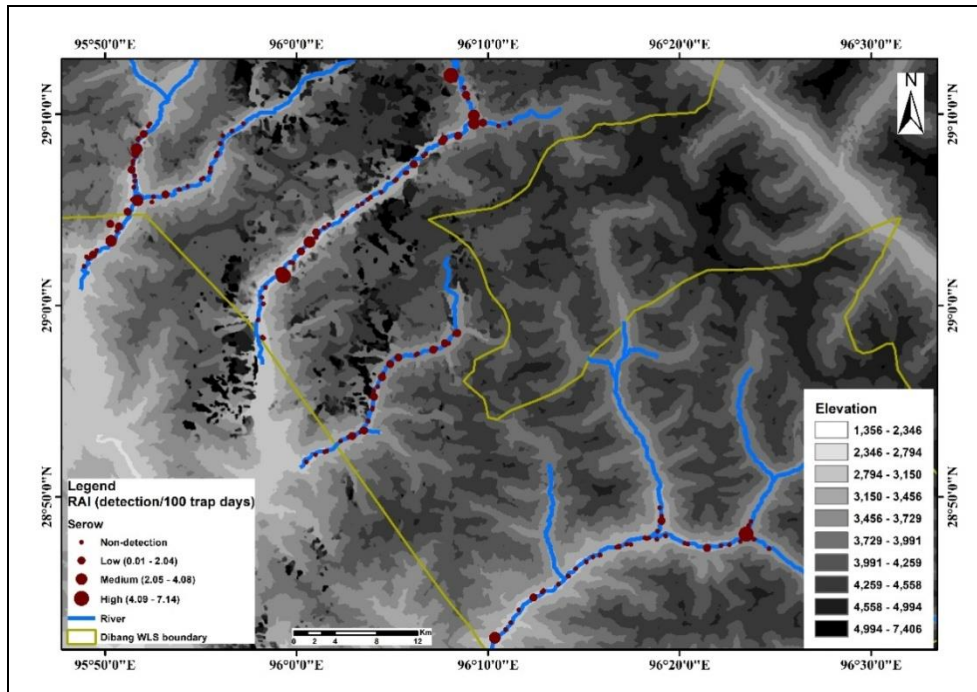 95°50'0"E 96°0'0"E 96°10'0"E 96°20'0"E 96°30'0"E
N
29°10'0"N 29°10'0"N
29°0'0"N 29°0'0"N
28°50'0"N 28°50'0"N
Elevation
1,356 - 2,346
2,346 - 2,794
2,794 - 3,150
3,150 - 3,456
3,456 - 3,729
3,729 - 3,991
3,991 - 4,259
4,259 - 4,558
4,558 - 4,994
4,994 - 7,406
Legend
RAI (detection/100 trap days)
Serow
Non-detection
Low (0.01 - 2.04)
Medium (2.05 - 4.08)
High (4.09 - 7.14)
River
Dibang WLS boundary
Km
0 2 4 8 12
95°50'0"E 96°0'0"E 96°10'0"E 96°20'0"E 96°30'0"E